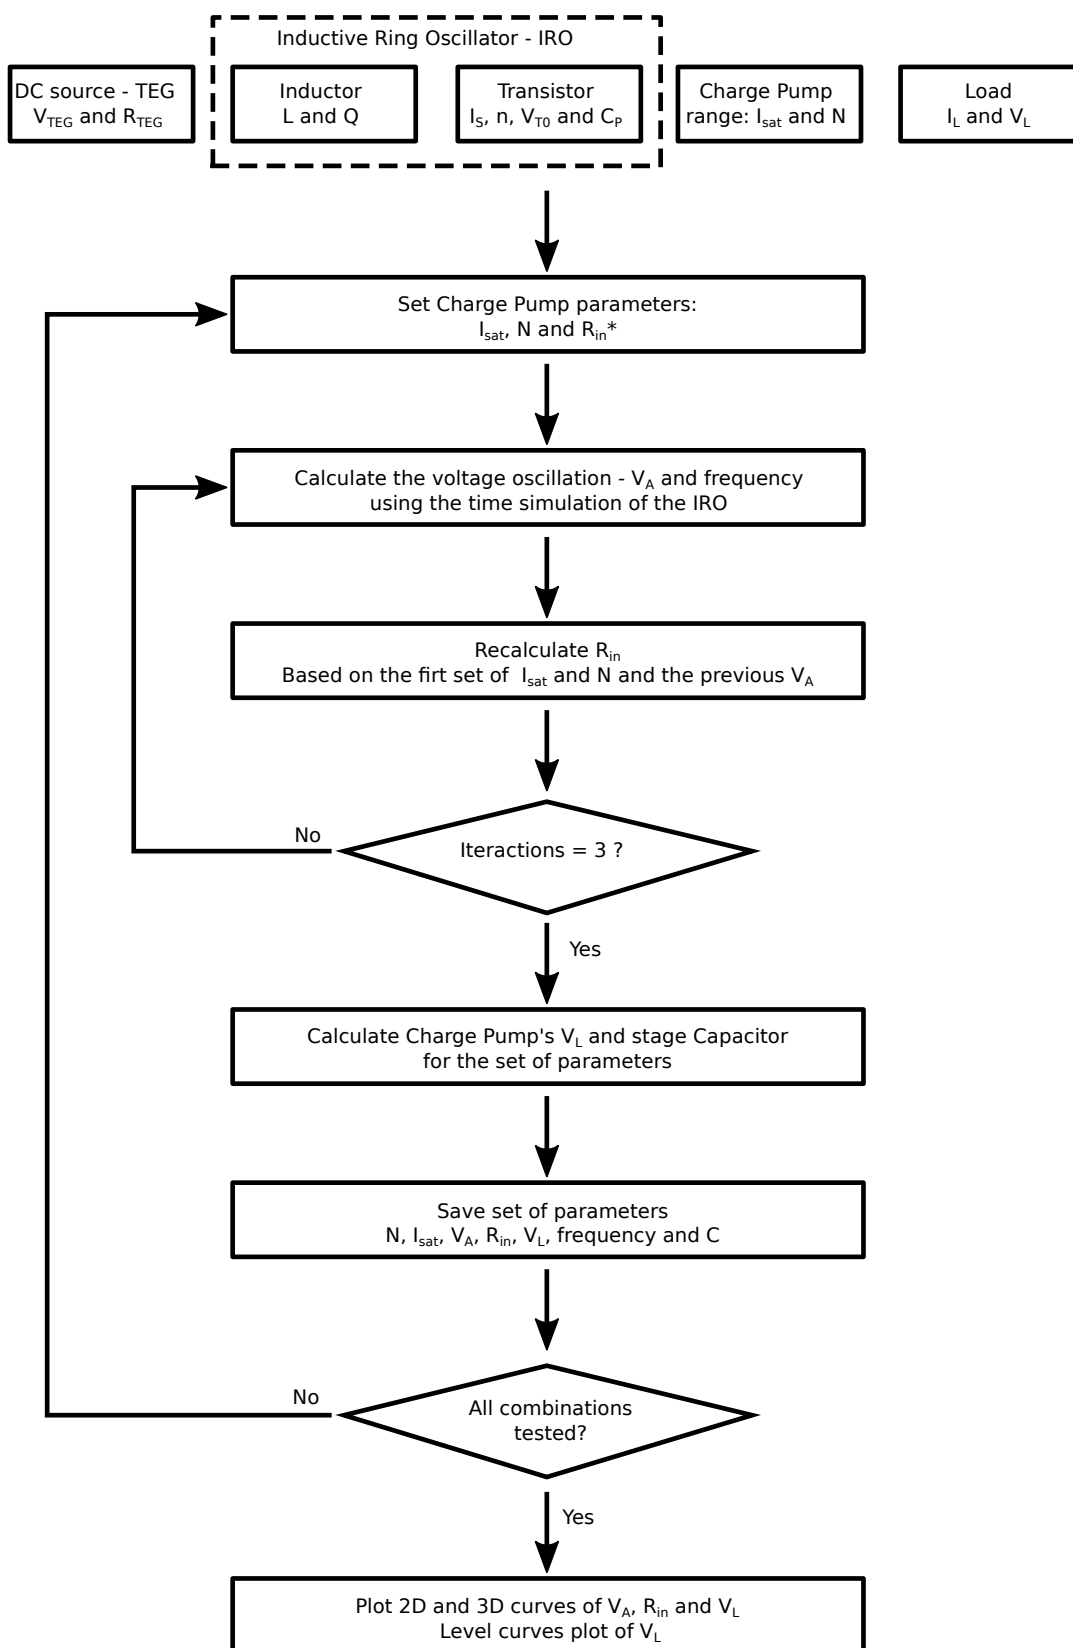 Inductive Ring Oscillator - IRO
DC source - TEG
V_TEG and R_TEG
Inductor
L and Q
Transistor
I_S, n, V_T0 and C_P
Charge Pump
range: I_sat and N
Load
I_L and V_L
Set Charge Pump parameters:
I_sat, N and R_in*
Calculate the voltage oscillation - V_A and frequency
using the time simulation of the IRO
Recalculate R_in
Based on the firt set of I_sat and N and the previous V_A
No
Iteractions = 3 ?
Yes
Calculate Charge Pump's V_L and stage Capacitor
for the set of parameters
Save set of parameters
N, I_sat, V_A, R_in, V_L, frequency and C
No
All combinations
tested?
Yes
Plot 2D and 3D curves of V_A, R_in and V_L
Level curves plot of V_L